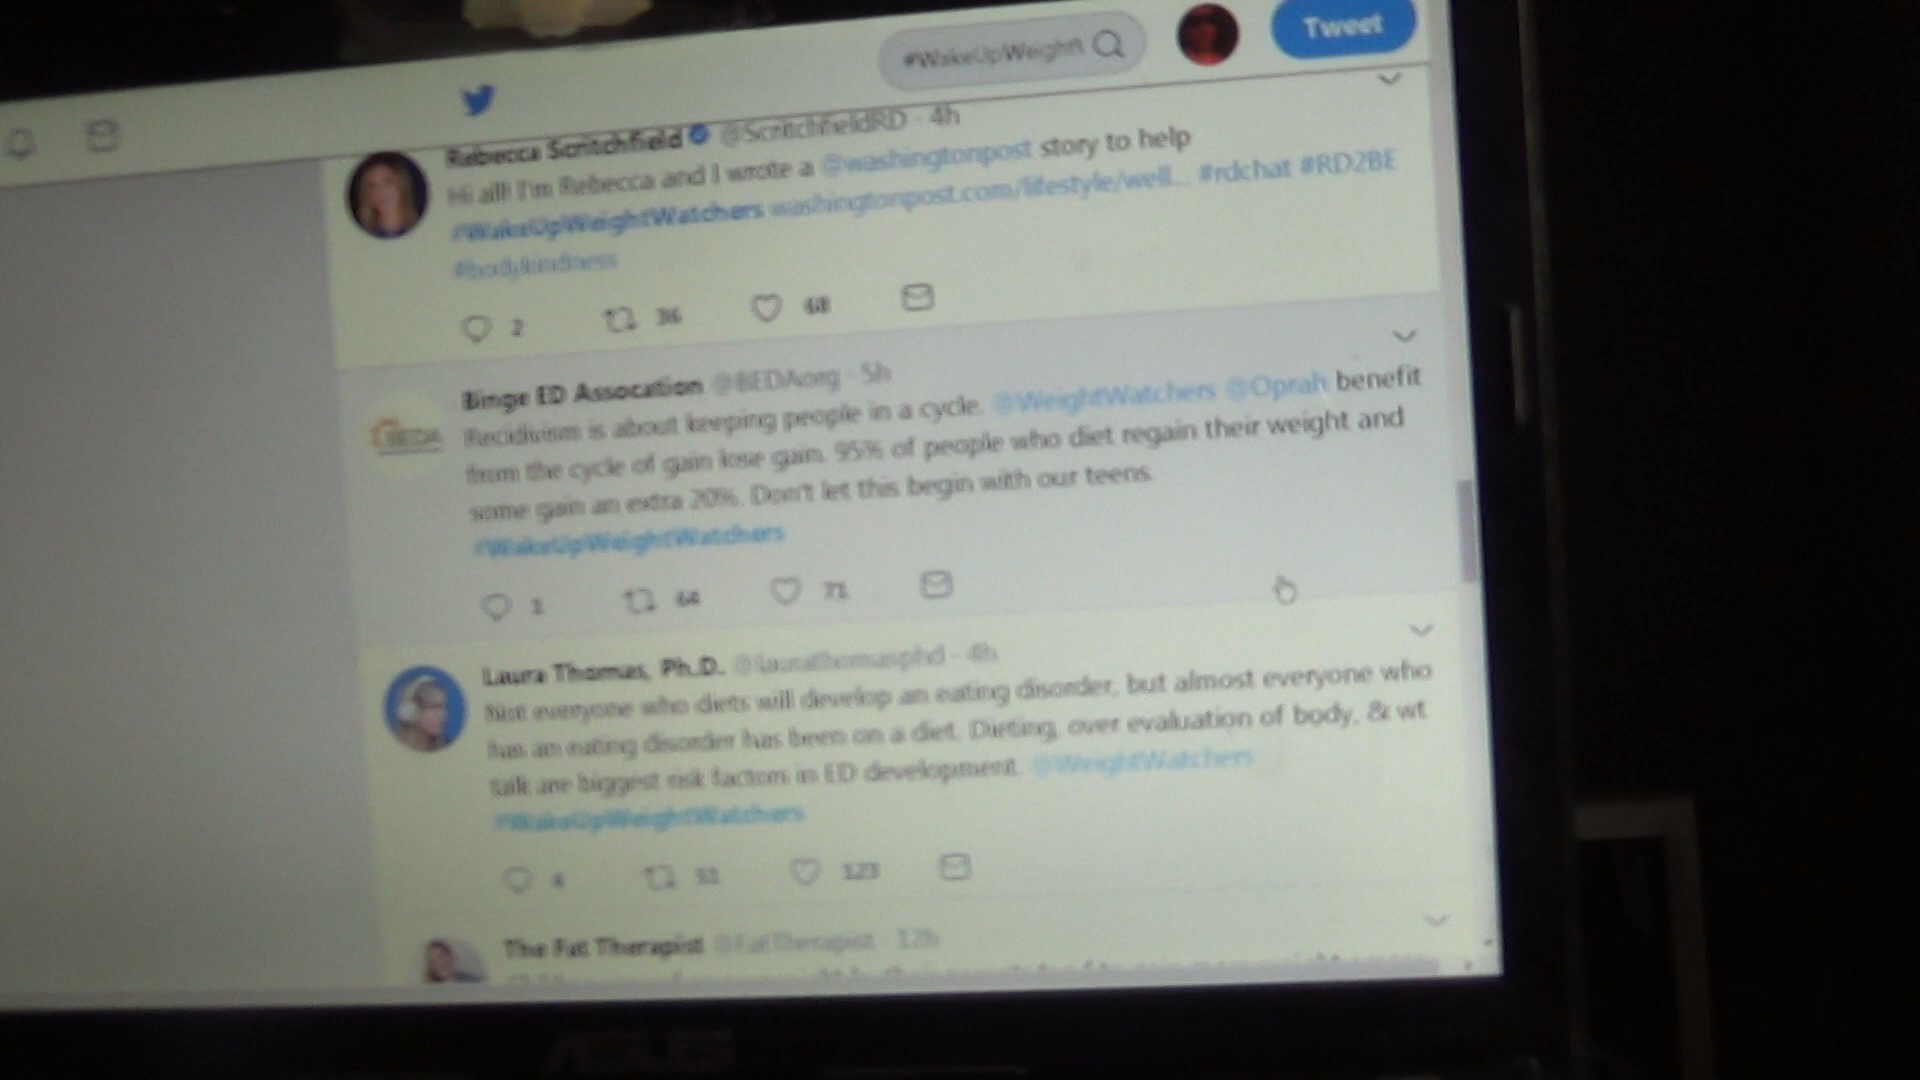 #WakeUpWeight
Tweet
Rebecca Scritchfield @ScritchfieldRD · 4h
Hi all! I'm Rebecca and I wrote a @washingtonpost story to help
#WakeUpWeightWatchers washingtonpost.com/lifestyle/well... #rdchat #RD2BE
#bodykindness
2 36 68
Binge ED Assocation @BEDAorg · 5h
BEDA
Recidivism is about keeping people in a cycle. @WeightWatchers @Oprah benefit
from the cycle of gain lose gain. 95% of people who diet regain their weight and
some gain an extra 20%. Don't let this begin with our teens.
#WakeUpWeightWatchers
1 64 71
Laura Thomas, Ph.D. @laurathomasphd · 4h
Not everyone who diets will develop an eating disorder, but almost everyone who
has an eating disorder has been on a diet. Dieting, over evaluation of body, & wt
talk are biggest risk factors in ED development. @WeightWatchers
#WakeUpWeightWatchers
4 123
The Fat Therapist @FatTherapist · 12h
ASUS